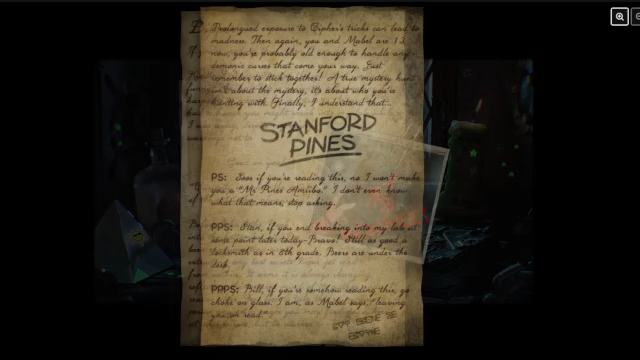 Prolonged exposure to Cipher's tricks can lead to
madness. Then again, you and Mabel are 13
now, you're probably old enough to handle any
demonic curses that come your way. Just
remember to stick together! A true mystery hunt
isn't about the mystery, it's about who you're
hunting with. Finally, I understand that...
STANFORD
PINES
PS: Soos if you're reading this, no I won't make
you a "Mr Pines Amiibo." I don't even know
what that means, stop asking.
PPS: Stan, if you end breaking into my lab at
some point later today-Bravo! Still as good a
locksmith as in 8th grade. Beers are under the
desk.
PPPS: Bill, if you're somehow reading this, go
choke on glass. I am, as Mabel says, "leaving
you on read."